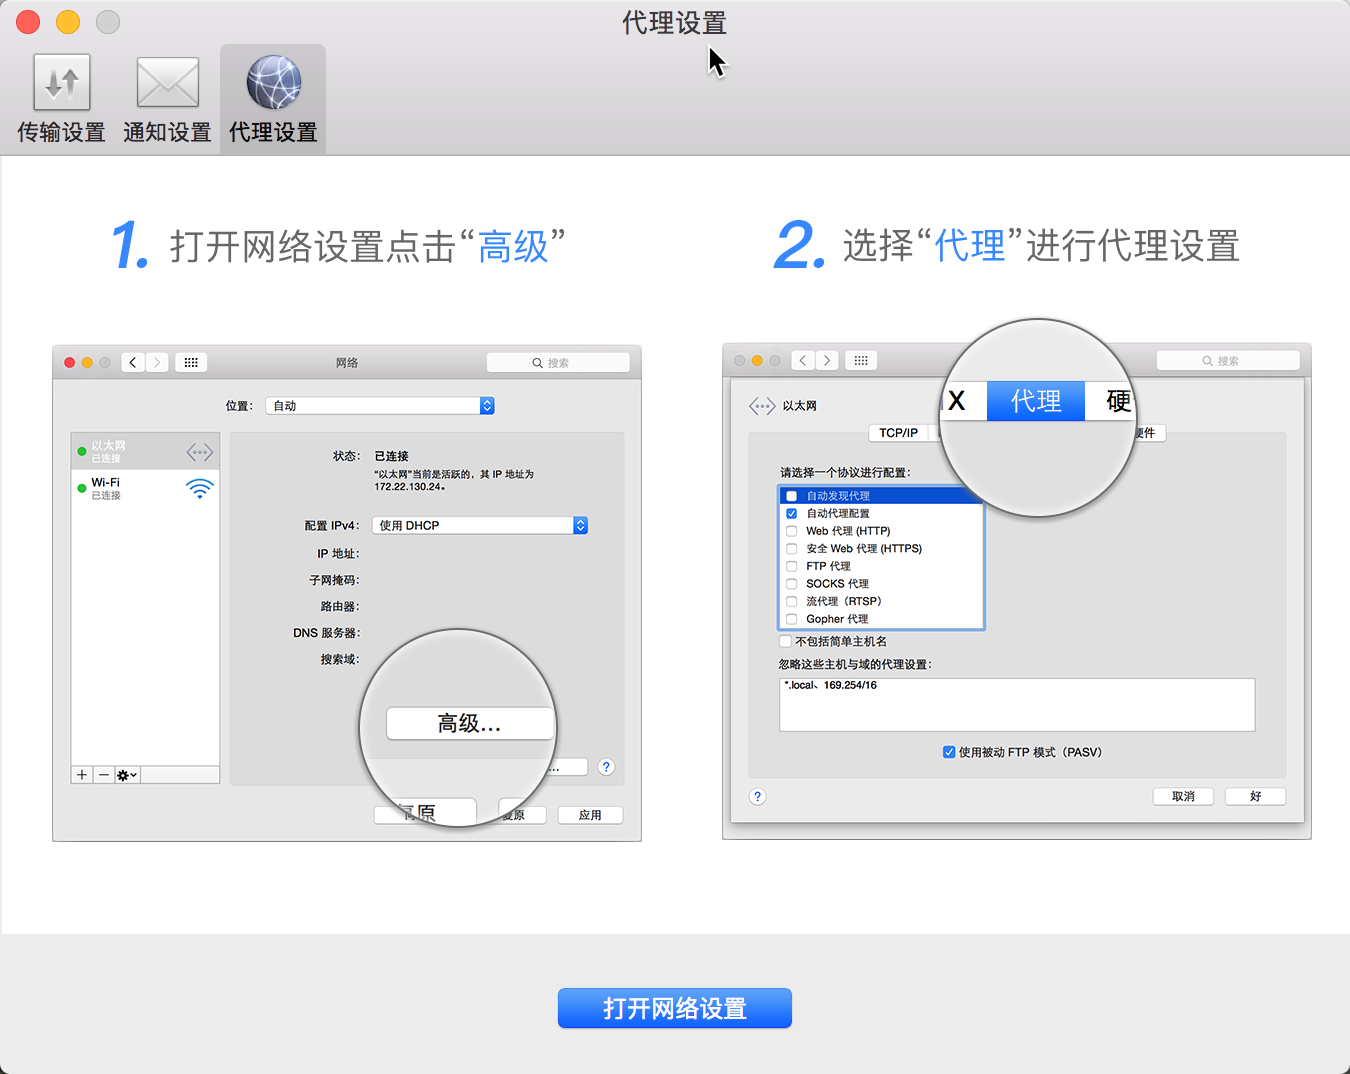 代理设置
传输设置
通知设置
代理设置
1. 打开网络设置点击“高级”
2. 选择“代理”进行代理设置
网络
搜索
位置：
自动
以太网
已连接
Wi-Fi
已连接
状态：
已连接
“以太网”当前是活跃的，其 IP 地址为
172.22.130.24。
配置 IPv4：
使用 DHCP
IP 地址：
子网掩码：
路由器：
DNS 服务器：
搜索域：
高级...
...
?
原
复原
应用
搜索
以太网
TCP/IP
X
代理
硬
硬件
请选择一个协议进行配置：
自动发现代理
自动代理配置
Web 代理 (HTTP)
安全 Web 代理 (HTTPS)
FTP 代理
SOCKS 代理
流代理（RTSP）
Gopher 代理
不包括简单主机名
忽略这些主机与域的代理设置：
*.local、169.254/16
使用被动 FTP 模式（PASV）
?
取消
好
打开网络设置